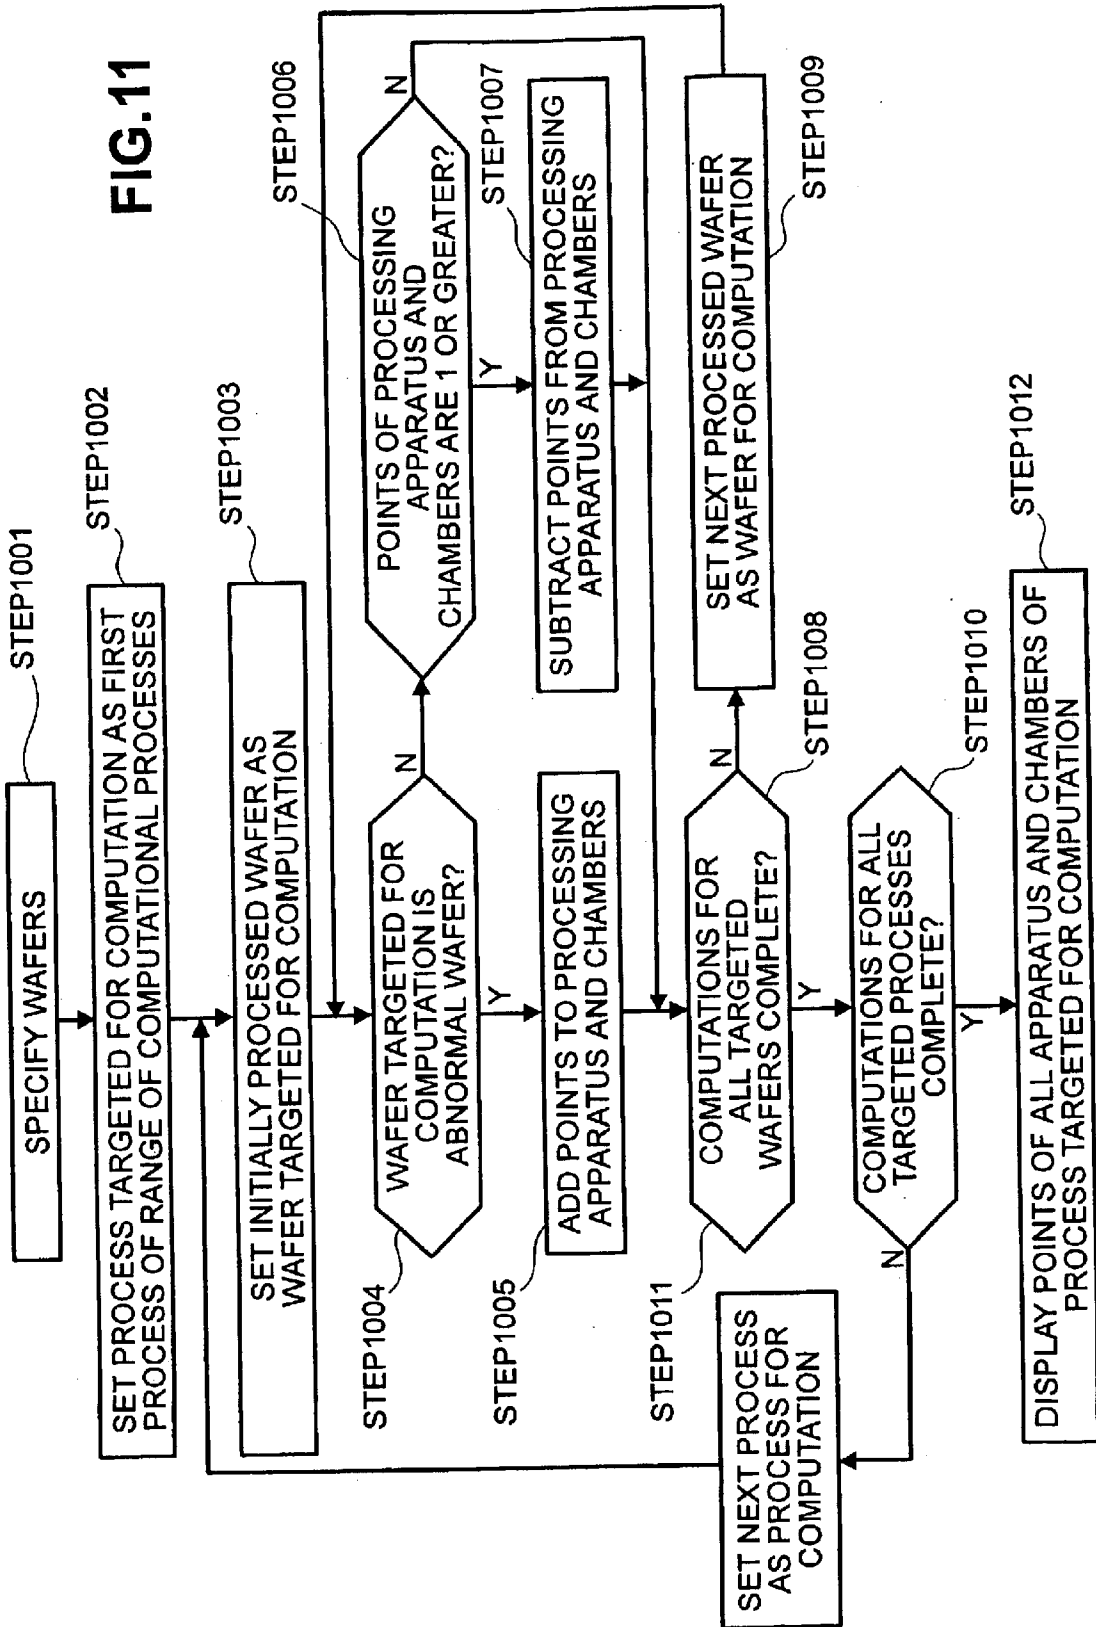 FIG.11
SPECIFY WAFERS
STEP1001
SET PROCESS TARGETED FOR COMPUTATION AS FIRST
PROCESS OF RANGE OF COMPUTATIONAL PROCESSES
STEP1002
SET INITIALLY PROCESSED WAFER AS
WAFER TARGETED FOR COMPUTATION
STEP1003
WAFER TARGETED FOR
COMPUTATION IS
ABNORMAL WAFER?
STEP1004
N
Y
POINTS OF PROCESSING
APPARATUS AND
CHAMBERS ARE 1 OR GREATER?
STEP1006
N
Y
ADD POINTS TO PROCESSING
APPARATUS AND CHAMBERS
STEP1005
SUBTRACT POINTS FROM PROCESSING
APPARATUS AND CHAMBERS
STEP1007
COMPUTATIONS FOR
ALL TARGETED
WAFERS COMPLETE?
STEP1008
N
Y
SET NEXT PROCESSED WAFER
AS WAFER FOR COMPUTATION
STEP1009
STEP1011
SET NEXT PROCESS
AS PROCESS FOR
COMPUTATION
COMPUTATIONS FOR ALL
TARGETED PROCESSES
COMPLETE?
STEP1010
N
Y
DISPLAY POINTS OF ALL APPARATUS AND CHAMBERS OF
PROCESS TARGETED FOR COMPUTATION
STEP1012